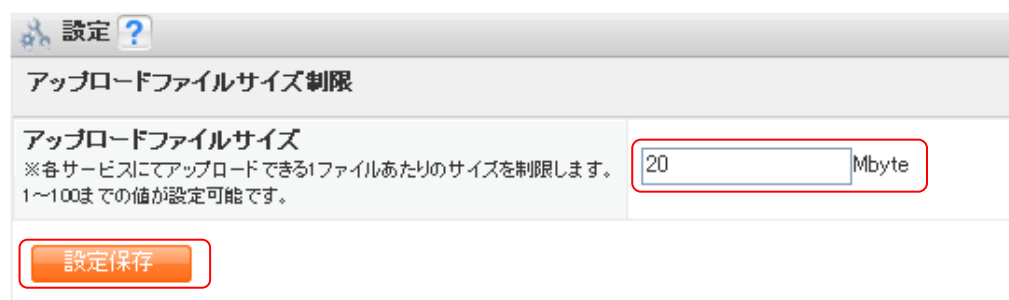 設定 ?
アップロードファイルサイズ制限
アップロードファイルサイズ
※各サービスにてアップロードできる1ファイルあたりのサイズを制限します。
1～100までの値が設定可能です。
20 Mbyte
設定保存